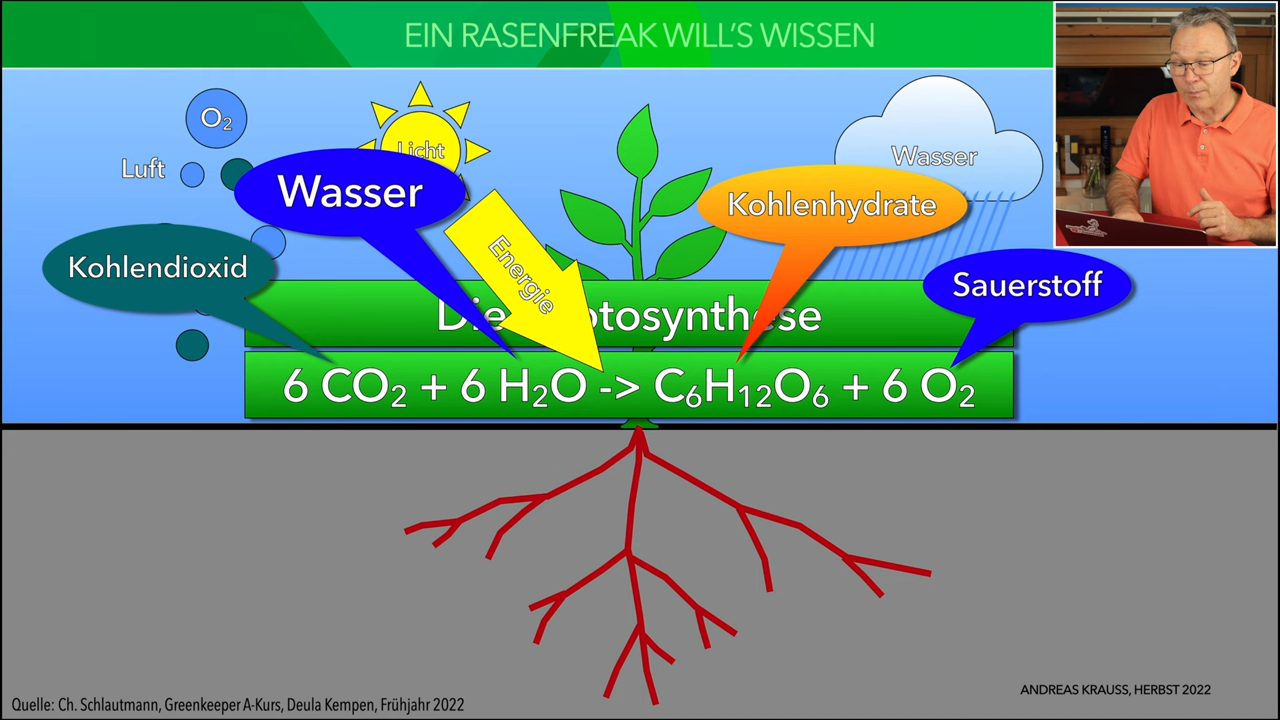 EIN RASENFREAK WILL'S WISSEN
O₂
Luft
Licht
Wasser
Wasser
Kohlenhydrate
Kohlendioxid
Energie
Sauerstoff
Die
6 CO₂ + 6 H₂O -> C₆H₁₂O₆ + 6 O₂
ANDREAS KRAUSS, HERBST 2022
Quelle: Ch. Schlautmann, Greenkeeper A-Kurs, Deula Kempen, Frühjahr 2022